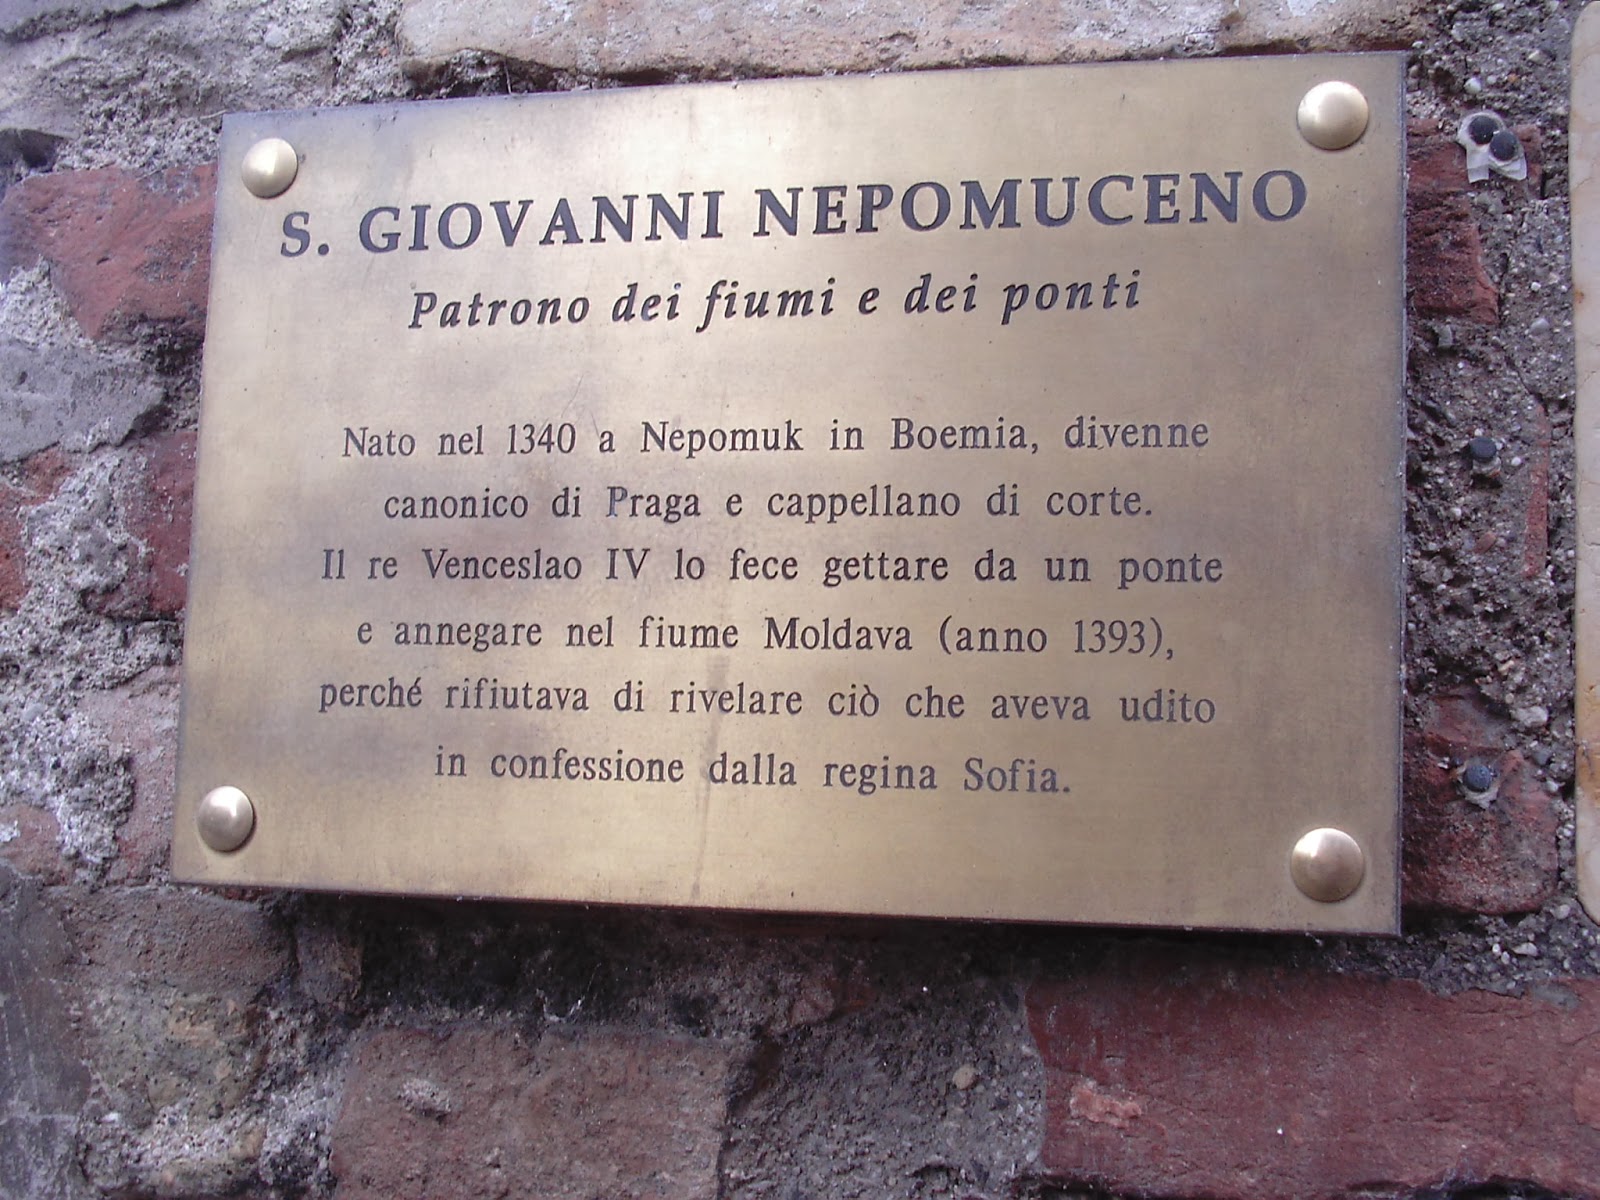 S. GIOVANNI NEPOMUCENO
Patrono dei fiumi e dei ponti
Nato nel 1340 a Nepomuk in Boemia, divenne
canonico di Praga e cappellano di corte.
Il re Venceslao IV lo fece gettare da un ponte
e annegare nel fiume Moldava (anno 1393),
perché rifiutava di rivelare ciò che aveva udito
in confessione dalla regina Sofia.